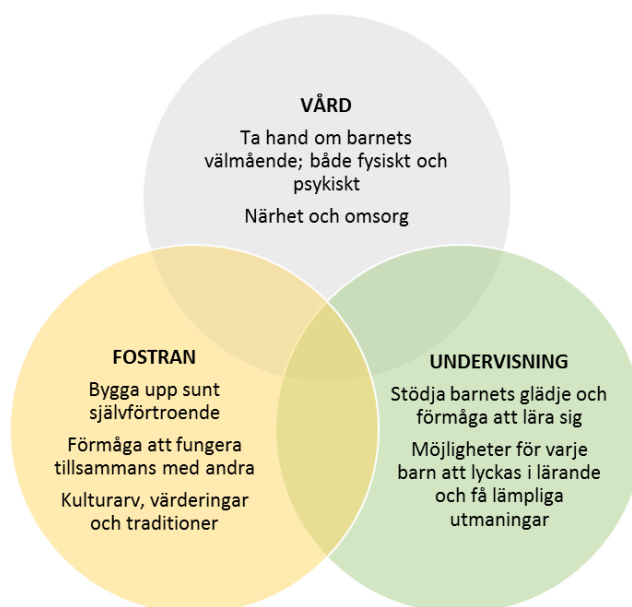 VÅRD
Ta hand om barnets
välmående; både fysiskt och
psykiskt
Närhet och omsorg
FOSTRAN
Bygga upp sunt
självförtroende
Förmåga att fungera
tillsammans med andra
Kulturarv, värderingar
och traditioner
UNDERVISNING
Stödja barnets glädje och
förmåga att lära sig
Möjligheter för varje
barn att lyckas i lärande
och få lämpliga
utmaningar